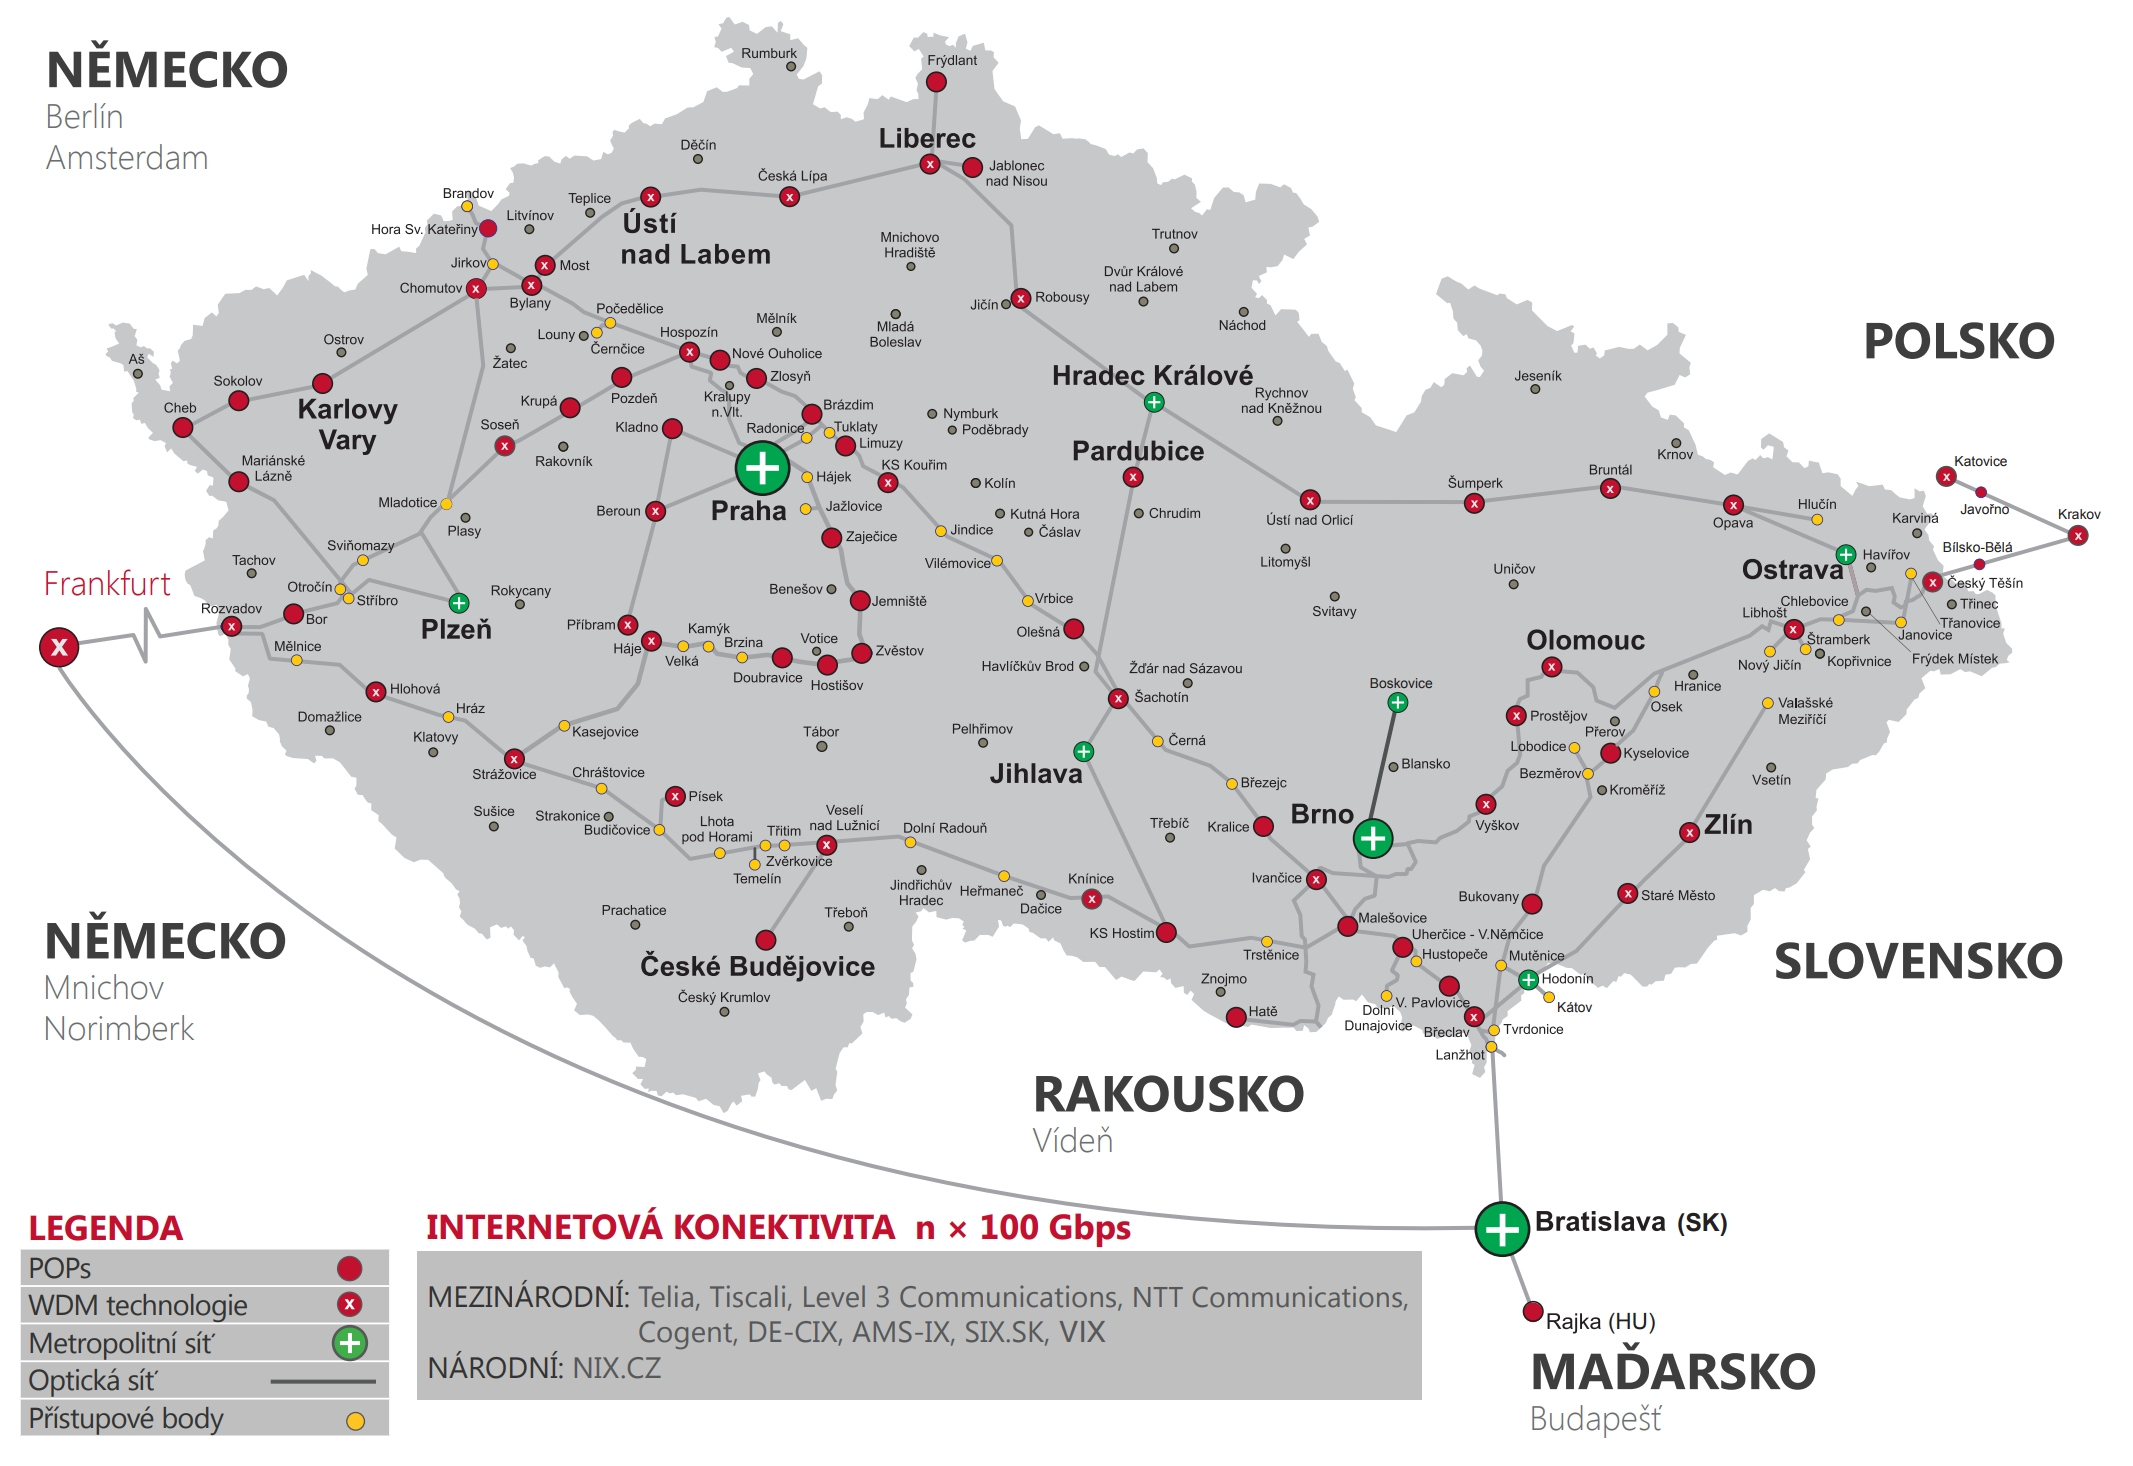 NĚMECKO
Berlín
Amsterdam
Rumburk
Frýdlant
Liberec
Jablonec
nad Nisou
Děčín
Česká Lípa
Teplice
Ústí
nad Labem
Brandov
Litvínov
Hora Sv. Kateřiny
Jirkov
Most
Chomutov
Bylany
Mnichovo
Hradiště
Trutnov
Dvůr Králové
nad Labem
Jičín
Robousy
Náchod
Mladá
Boleslav
Mělník
Počedělice
Louny
Černčice
Hospozín
Nové Ouholice
Zlosyň
Kralupy
n.Vlt.
Žatec
Ostrov
Aš
Sokolov
Karlovy
Vary
Cheb
Krupá
Pozdeň
Soseň
Rakovník
Kladno
Brázdim
Radonice
Tuklaty
Limuzy
Nymburk
Poděbrady
KS Kouřim
Hájek
Praha
Jažlovice
Beroun
Kolín
Kutná Hora
Čáslav
Zaječice
Jindice
Vilémovice
Hradec Králové
Rychnov
nad Kněžnou
Pardubice
Chrudim
Ústí nad Orlicí
Litomyšl
Svitavy
Jeseník
Šumperk
Bruntál
Krnov
Opava
Hlučín
Karviná
Havířov
Ostrava
POLSKO
Katovice
Javořno
Krakov
Bílsko-Bělá
Český Těšín
Třinec
Třanovice
Janovice
Frýdek Místek
Chlebovice
Libhošt
Štramberk
Kopřivnice
Nový Jičín
Valašské
Meziříčí
Uničov
Olomouc
Hranice
Osek
Prostějov
Přerov
Lobodice
Kyselovice
Bezměrov
Kroměříž
Vsetín
Zlín
Staré Město
Vyškov
Mariánské
Lázně
Mladotice
Plasy
Sviňomazy
Tachov
Otročín
Stříbro
Rokycany
Plzeň
Frankfurt
Rozvadov
Bor
Mělnice
Hlohová
Domažlice
Hráz
Klatovy
Kasejovice
Strážovice
Příbram
Háje
Velká
Kamýk
Brzina
Doubravice
Votice
Hostišov
Zvěstov
Jemniště
Benešov
Vrbice
Olešná
Havlíčkův Brod
Žďár nad Sázavou
Šachotín
Pelhřimov
Tábor
Jihlava
Černá
Březejc
Kralice
Třebíč
Boskovice
Blansko
Brno
Ivančice
Chráštovice
Sušice
Strakonice
Budičovice
Písek
Lhota
pod Horami
Třitim
Zvěrkovice
Temelín
Veselí
nad Lužnicí
Dolní Radouň
Jindřichův
Hradec
Heřmaneč
Dačice
Knínice
KS Hostim
Prachatice
Třeboň
České Budějovice
Český Krumlov
Trstěnice
Znojmo
Hatě
Malešovice
Uherčice - V.Němčice
Hustopeče
Bukovany
Mutěnice
Hodonín
Kátov
Dolní
Dunajovice
V. Pavlovice
Břeclav
Tvrdonice
Lanžhot
SLOVENSKO
NĚMECKO
Mnichov
Norimberk
RAKOUSKO
Vídeň
Bratislava (SK)
Rajka (HU)
MAĎARSKO
Budapešť
LEGENDA
POPs
WDM technologie
Metropolitní síť
Optická síť
Přístupové body
INTERNETOVÁ KONEKTIVITA n × 100 Gbps
MEZINÁRODNÍ: Telia, Tiscali, Level 3 Communications, NTT Communications,
Cogent, DE-CIX, AMS-IX, SIX.SK, VIX
NÁRODNÍ: NIX.CZ